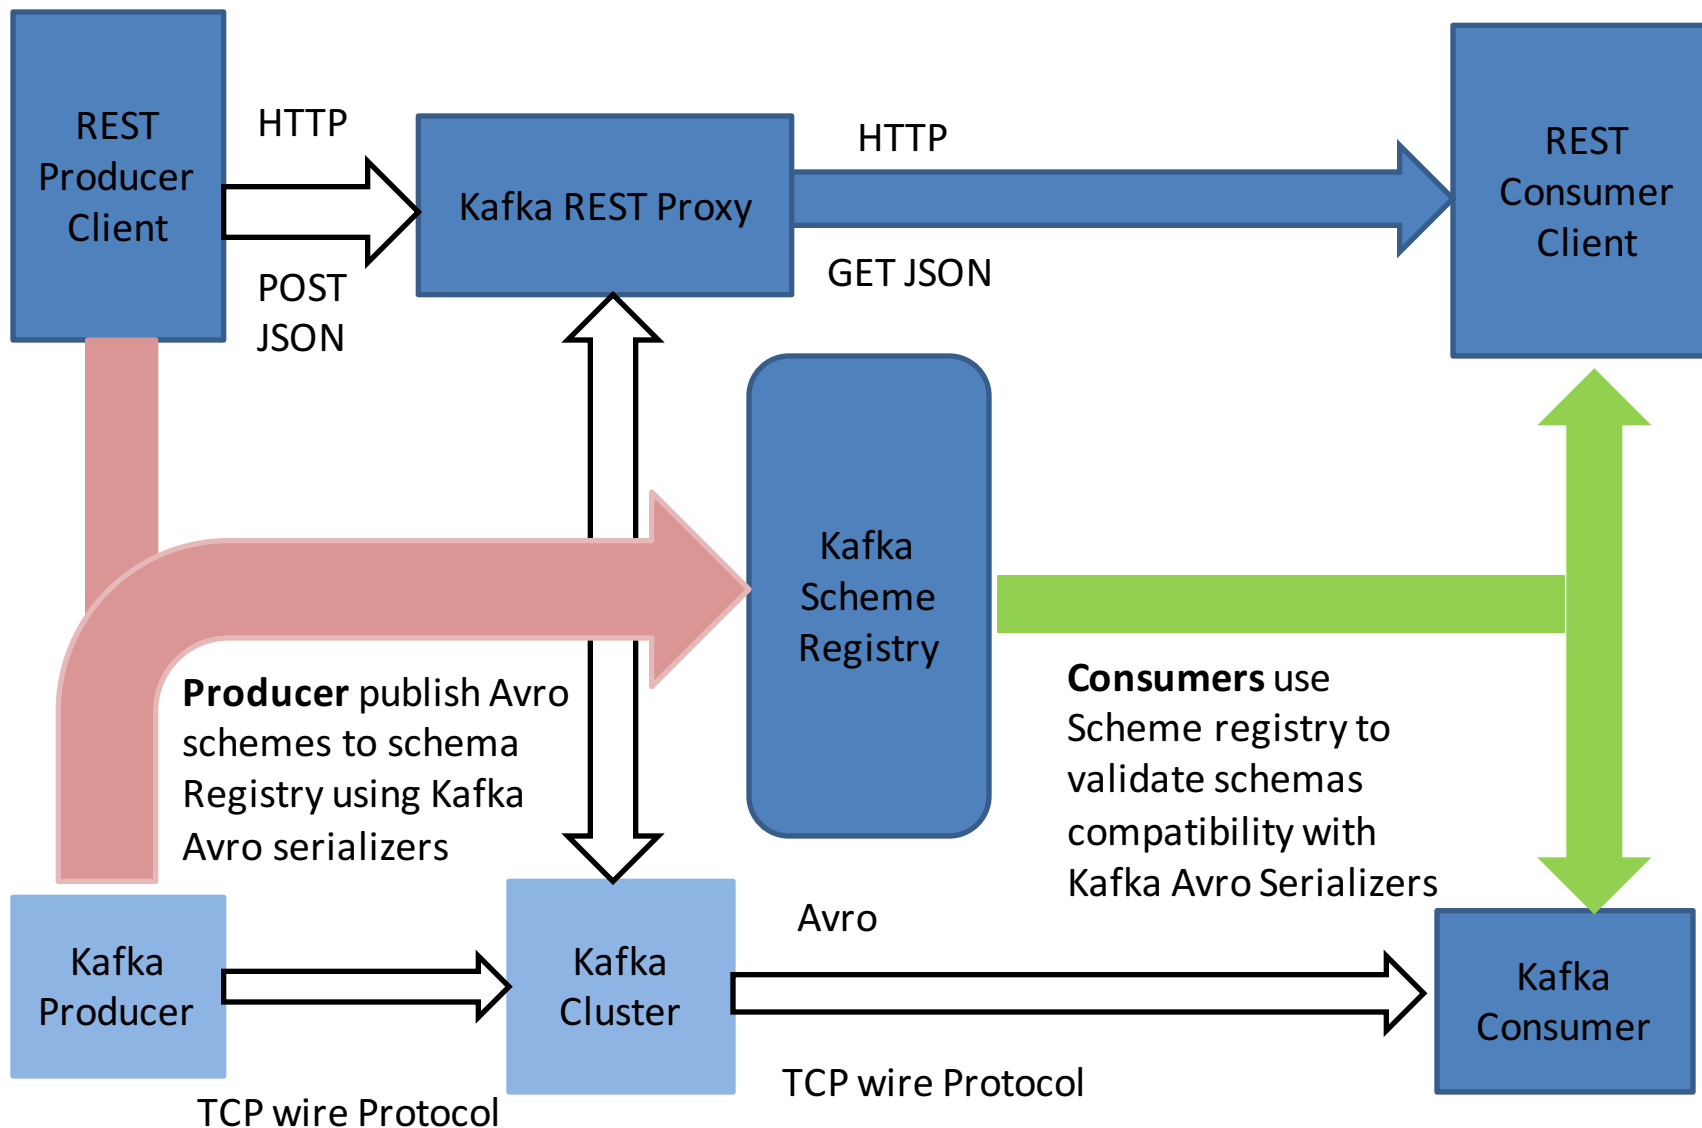 REST
Producer
Client
HTTP
POST
JSON
Kafka REST Proxy
HTTP
GET JSON
REST
Consumer
Client
Kafka
Scheme
Registry
Producer publish Avro
schemes to schema
Registry using Kafka
Avro serializers
Consumers use
Scheme registry to
validate schemas
compatibility with
Kafka Avro Serializers
Kafka
Producer
TCP wire Protocol
Kafka
Cluster
Avro
TCP wire Protocol
Kafka
Consumer